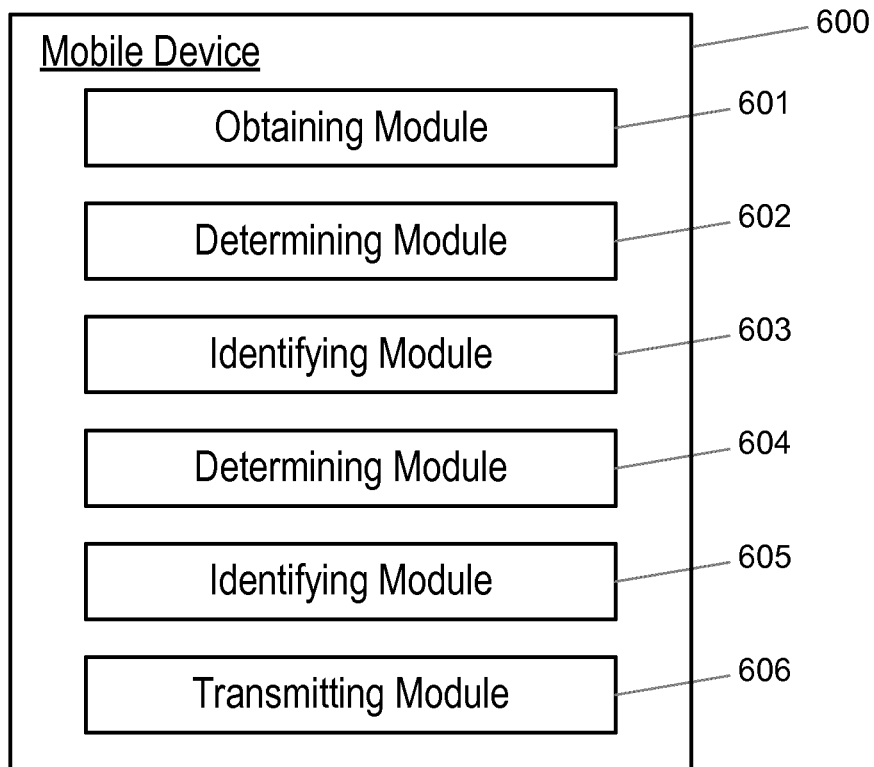 600
Mobile Device
Obtaining Module
601
Determining Module
602
Identifying Module
603
Determining Module
604
Identifying Module
605
Transmitting Module
606